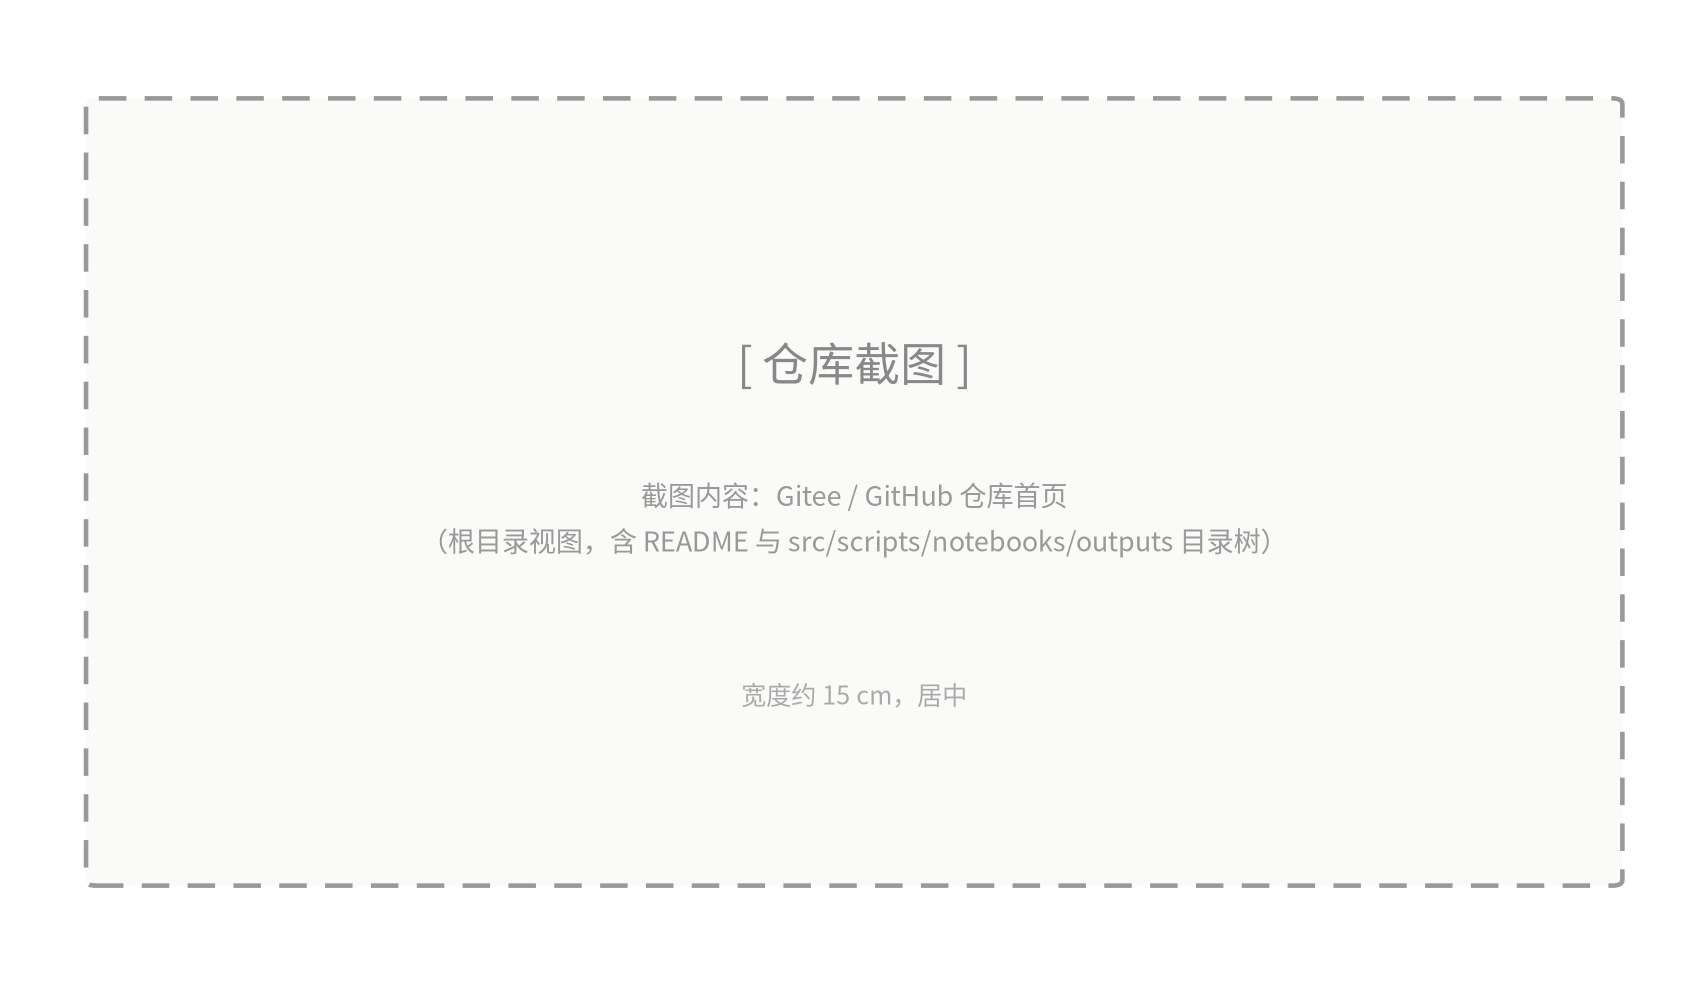 [ 仓库截图 ]
截图内容：Gitee / GitHub 仓库首页
（根目录视图，含 README 与 src/scripts/notebooks/outputs 目录树）
宽度约 15 cm，居中